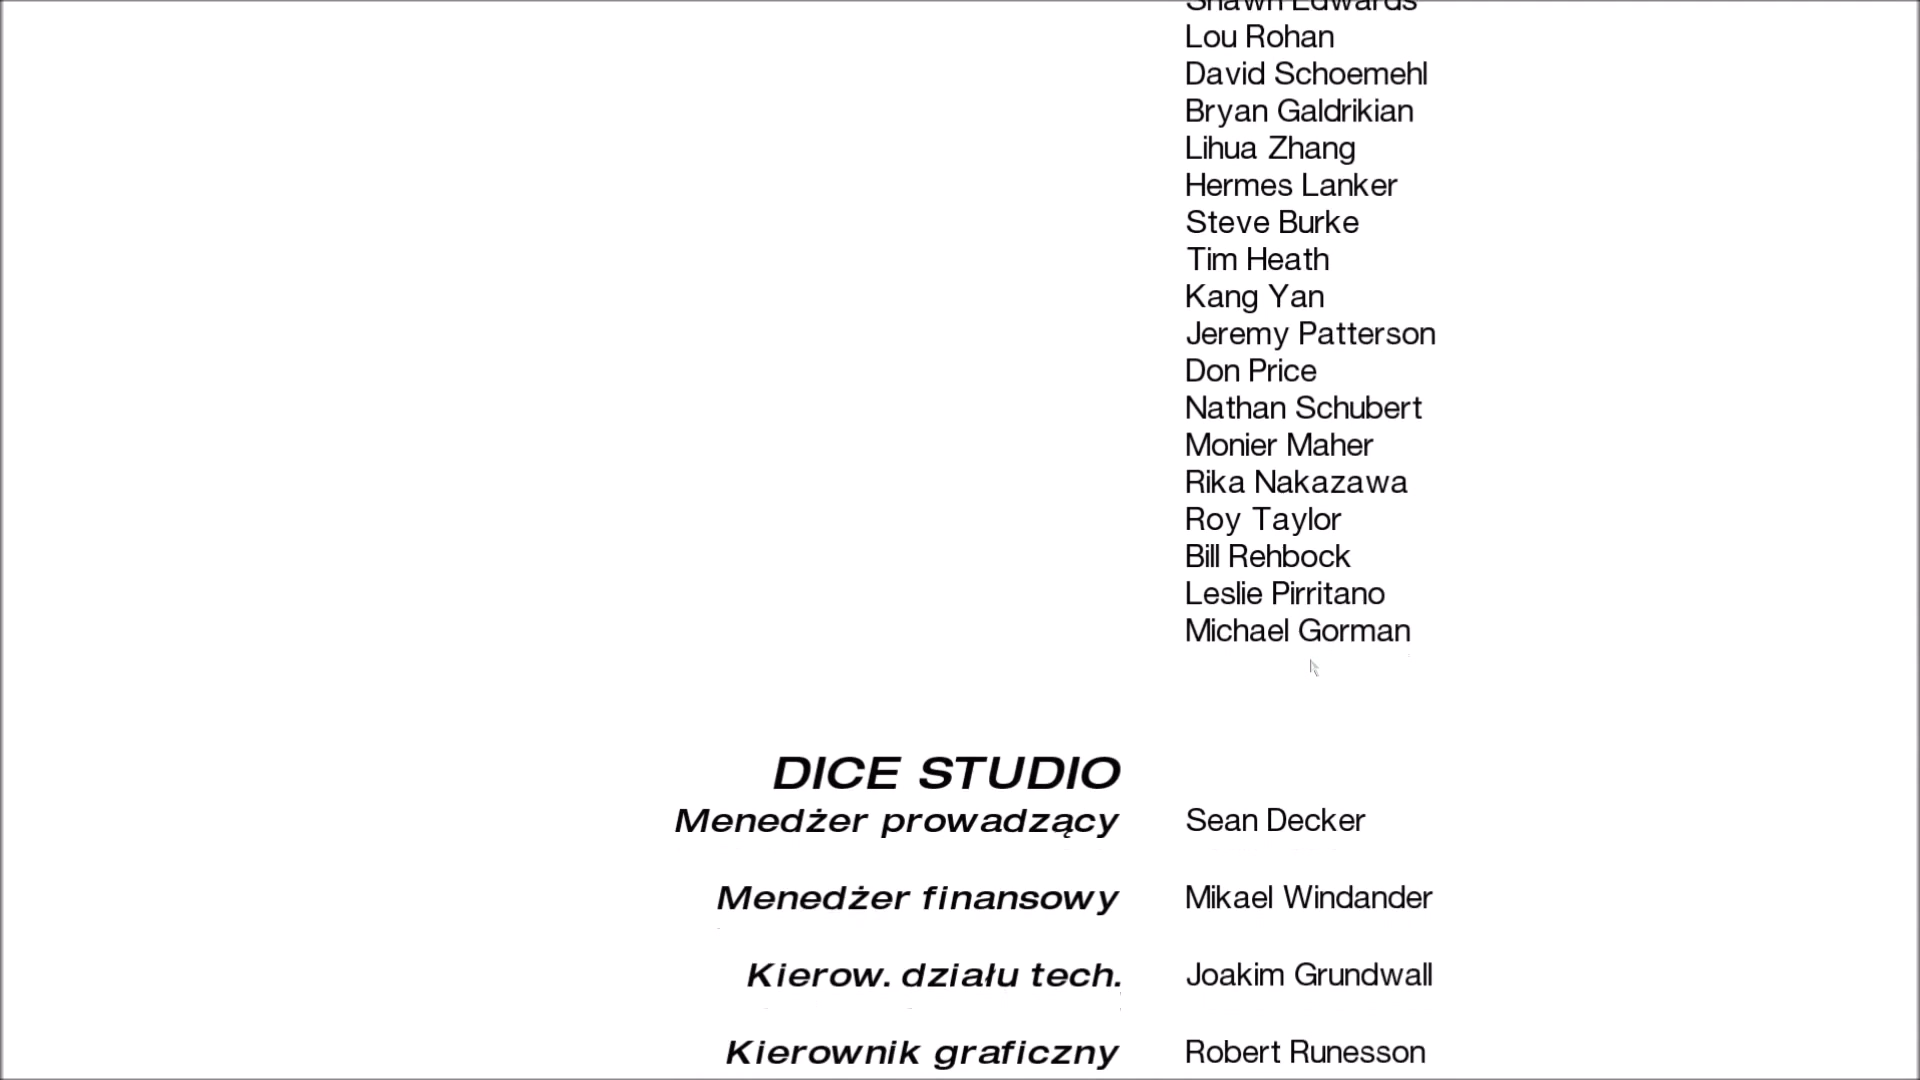 Shawn Edwards
Lou Rohan
David Schoemehl
Bryan Galdrikian
Lihua Zhang
Hermes Lanker
Steve Burke
Tim Heath
Kang Yan
Jeremy Patterson
Don Price
Nathan Schubert
Monier Maher
Rika Nakazawa
Roy Taylor
Bill Rehbock
Leslie Pirritano
Michael Gorman
DICE STUDIO
Menedżer prowadzący Sean Decker
Menedżer finansowy Mikael Windander
Kierow. działu tech. Joakim Grundwall
Kierownik graficzny Robert Runesson